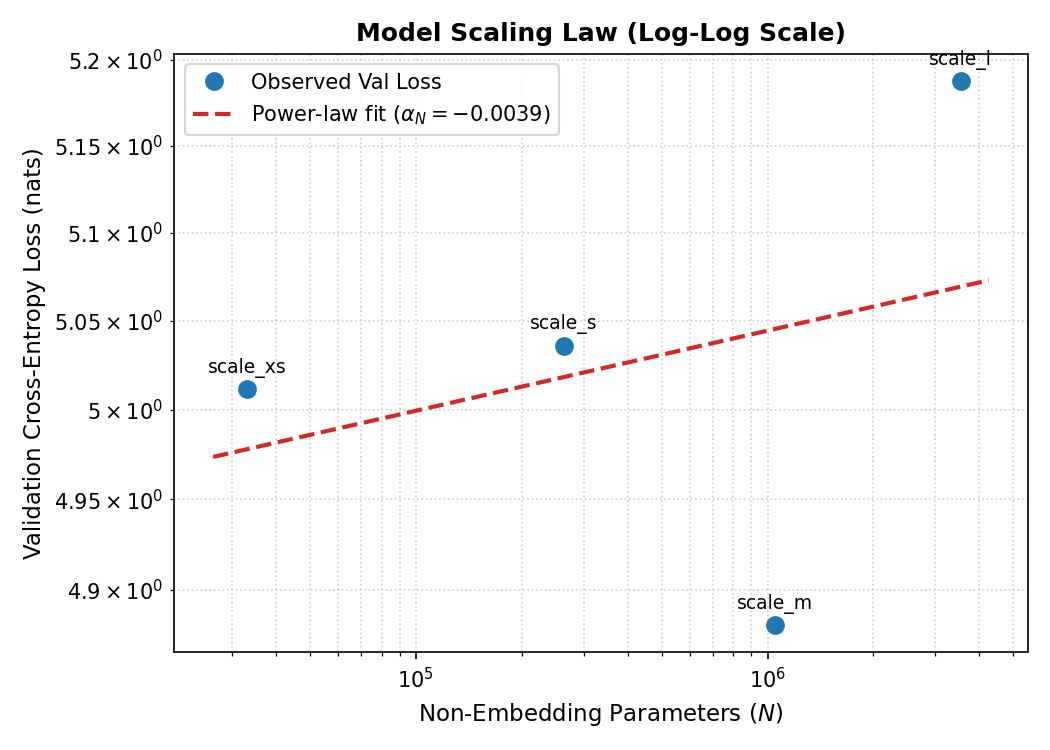 Model Scaling Law (Log-Log Scale)
scale_l
Observed Val Loss
Power-law fit (α_N = −0.0039)
5.2 × 10⁰
5.15 × 10⁰
5.1 × 10⁰
5.05 × 10⁰
5 × 10⁰
4.95 × 10⁰
4.9 × 10⁰
Validation Cross-Entropy Loss (nats)
scale_xs
scale_s
scale_m
10⁵
10⁶
Non-Embedding Parameters (N)